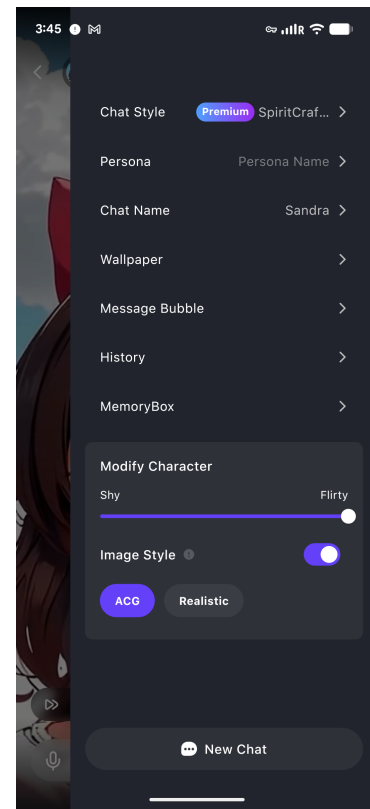 3:45
R
Chat Style Premium SpiritCraf...
Persona Persona Name
Chat Name Sandra
Wallpaper
Message Bubble
History
MemoryBox
Modify Character
Shy Flirty
Image Style
ACG Realistic
New Chat